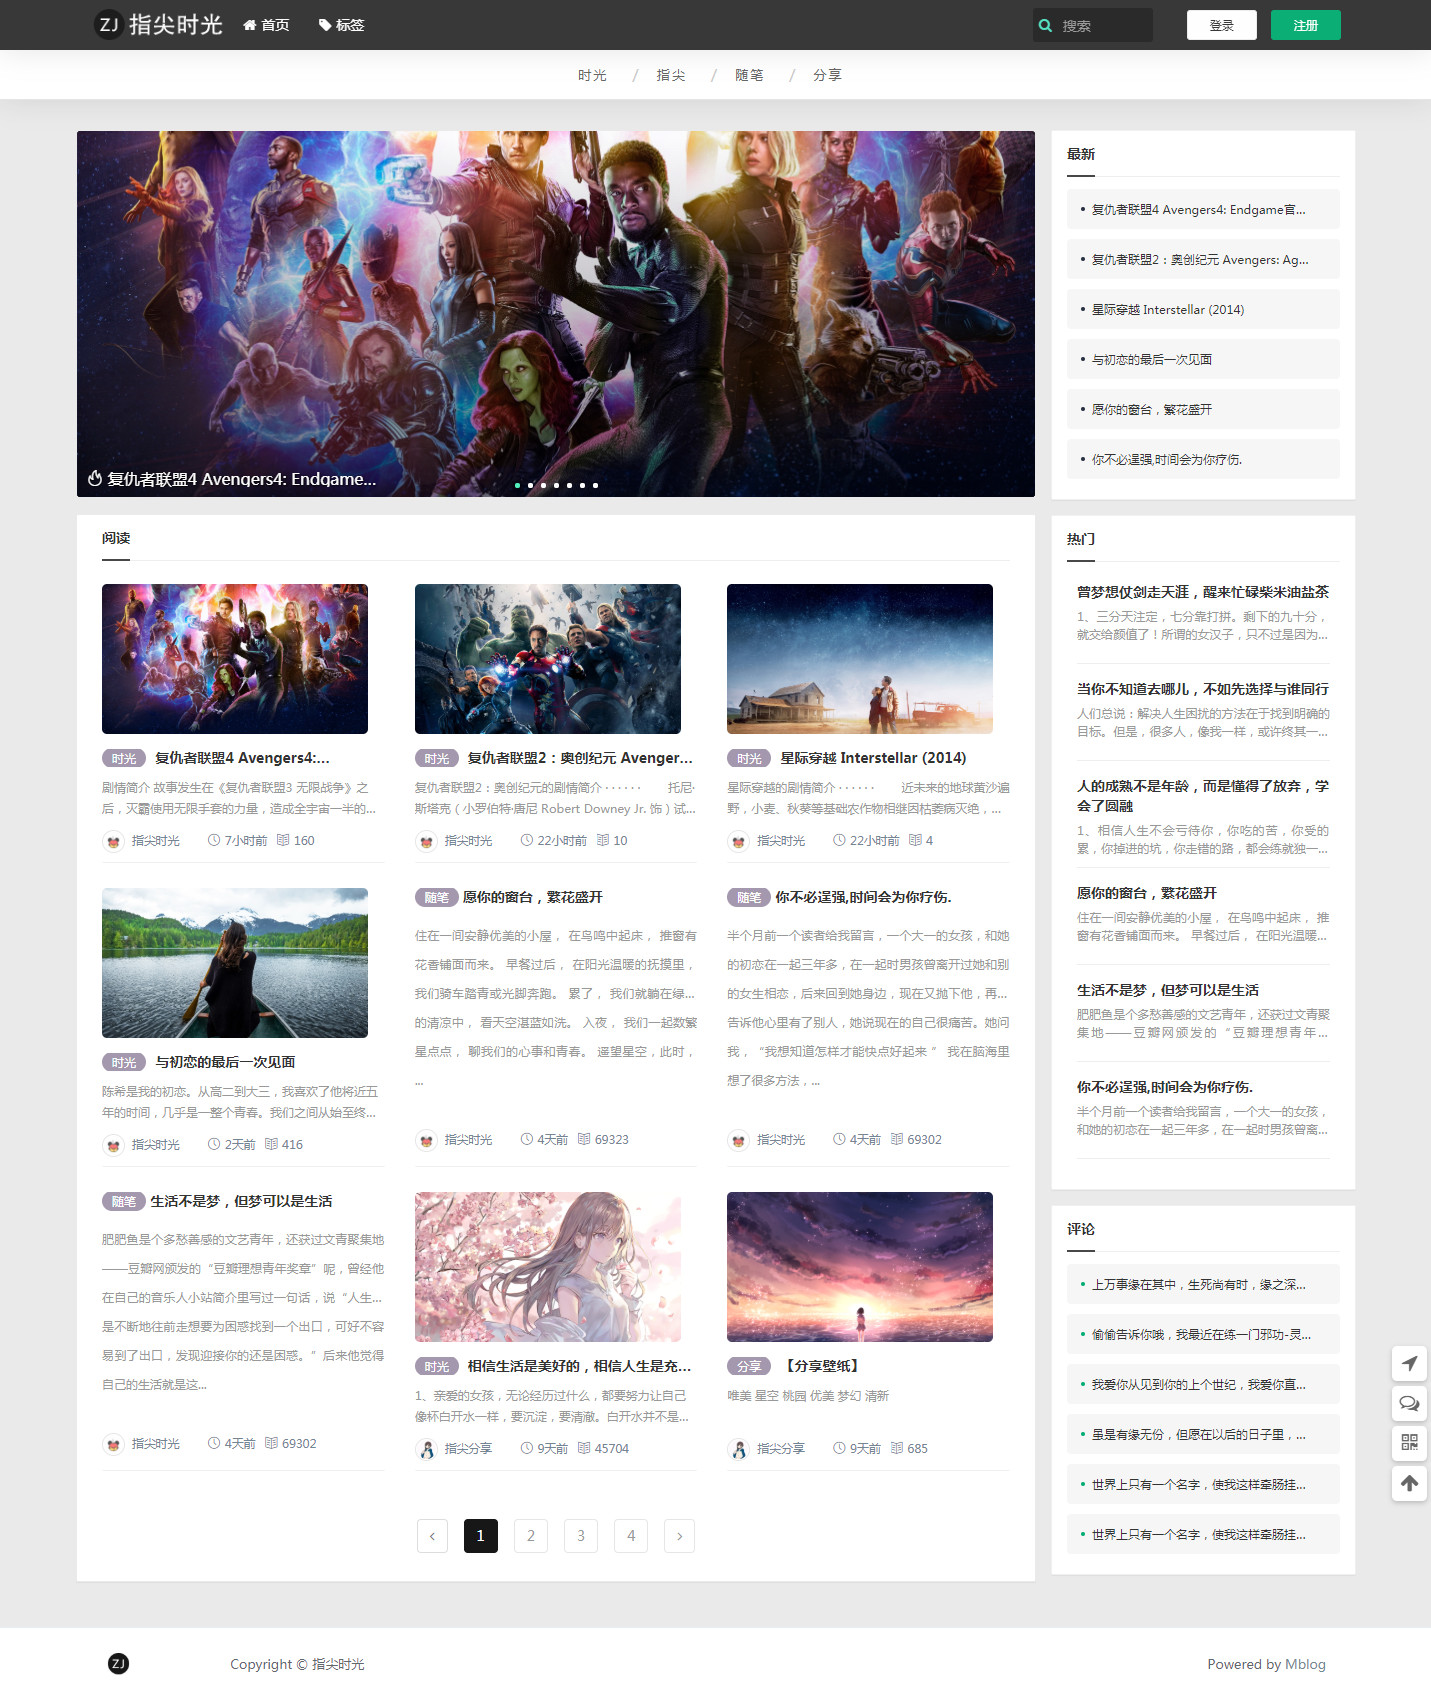 ZJ 指尖时光 首页 标签 搜索 登录 注册
时光 / 指尖 / 随笔 / 分享
复仇者联盟4 Avengers4: Endgame...
最新
复仇者联盟4 Avengers4: Endgame官...
复仇者联盟2：奥创纪元 Avengers: Ag...
星际穿越 Interstellar (2014)
与初恋的最后一次见面
愿你的窗台，繁花盛开
你不必逞强,时间会为你疗伤.
阅读
时光 复仇者联盟4 Avengers4:...
剧情简介 故事发生在《复仇者联盟3 无限战争》之
后，灭霸使用无限手套的力量，造成全宇宙一半的...
指尖时光 7小时前 160
时光 复仇者联盟2：奥创纪元 Avenger...
复仇者联盟2：奥创纪元的剧情简介 · · · · · · 托尼·
斯塔克（小罗伯特·唐尼 Robert Downey Jr. 饰）试...
指尖时光 22小时前 10
时光 星际穿越 Interstellar (2014)
星际穿越的剧情简介 · · · · · · 近未来的地球黄沙遍
野，小麦、秋葵等基础农作物相继因枯萎病灭绝，...
指尖时光 22小时前 4
时光 与初恋的最后一次见面
陈希是我的初恋。从高二到大三，我喜欢了他将近五
年的时间，几乎是一整个青春。我们之间从始至终...
指尖时光 2天前 416
随笔 愿你的窗台，繁花盛开
住在一间安静优美的小屋， 在鸟鸣中起床， 推窗有
花香铺面而来。 早餐过后， 在阳光温暖的抚摸里，
我们骑车踏青或光脚奔跑。 累了， 我们就躺在绿...
的清凉中， 看天空湛蓝如洗。 入夜， 我们一起数繁
星点点， 聊我们的心事和青春。 遥望星空，此时，
...
指尖时光 4天前 69323
随笔 你不必逞强,时间会为你疗伤.
半个月前一个读者给我留言，一个大一的女孩，和她
的初恋在一起三年多，在一起时男孩曾离开过她和别
的女生相恋，后来回到她身边，现在又抛下他，再...
告诉他心里有了别人，她说现在的自己很痛苦。她问
我，“我想知道怎样才能快点好起来 ” 我在脑海里
想了很多方法，...
指尖时光 4天前 69302
随笔 生活不是梦，但梦可以是生活
肥肥鱼是个多愁善感的文艺青年，还获过文青聚集地
——豆瓣网颁发的“豆瓣理想青年奖章”呢，曾经他
在自己的音乐人小站简介里写过一句话，说“人生...
是不断地往前走想要为困惑找到一个出口，可好不容
易到了出口，发现迎接你的还是困惑。”后来他觉得
自己的生活就是这...
指尖时光 4天前 69302
时光 相信生活是美好的，相信人生是充...
1、亲爱的女孩，无论经历过什么，都要努力让自己
像杯白开水一样，要沉淀，要清澈。白开水并不是...
指尖分享 9天前 45704
分享 【分享壁纸】
唯美 星空 桃园 优美 梦幻 清新
指尖分享 9天前 685
‹ 1 2 3 4 ›
热门
曾梦想仗剑走天涯，醒来忙碌柴米油盐茶
1、三分天注定，七分靠打拼。剩下的九十分，
就交给颜值了！所谓的女汉子，只不过是因为...
当你不知道去哪儿，不如先选择与谁同行
人们总说：解决人生困扰的方法在于找到明确的
目标。但是，很多人，像我一样，或许终其一...
人的成熟不是年龄，而是懂得了放弃，学
会了圆融
1、相信人生不会亏待你，你吃的苦，你受的
累，你掉进的坑，你走错的路，都会练就独一...
愿你的窗台，繁花盛开
住在一间安静优美的小屋， 在鸟鸣中起床， 推
窗有花香铺面而来。 早餐过后， 在阳光温暖...
生活不是梦，但梦可以是生活
肥肥鱼是个多愁善感的文艺青年，还获过文青聚
集地——豆瓣网颁发的“豆瓣理想青年...
你不必逞强,时间会为你疗伤.
半个月前一个读者给我留言，一个大一的女孩，
和她的初恋在一起三年多，在一起时男孩曾离...
评论
上万事缘在其中，生死尚有时，缘之深...
偷偷告诉你哦，我最近在练一门邪功-灵...
我爱你从见到你的上个世纪，我爱你直...
虽是有缘无份，但愿在以后的日子里，...
世界上只有一个名字，使我这样牵肠挂...
世界上只有一个名字，使我这样牵肠挂...
ZJ Copyright © 指尖时光 Powered by Mblog